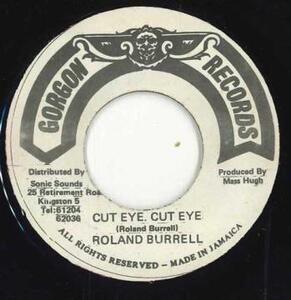 GORGON RECORDS
Distributed By
Sonic Sounds
25 Retirement Roa
Kingston 5
Tel:61204
62036
Produced By
Mass Hugh
CUT EYE. CUT EYE
(Roland Burrell)
ROLAND BURRELL
ALL RIGHTS RESERVED - MADE IN JAMAICA